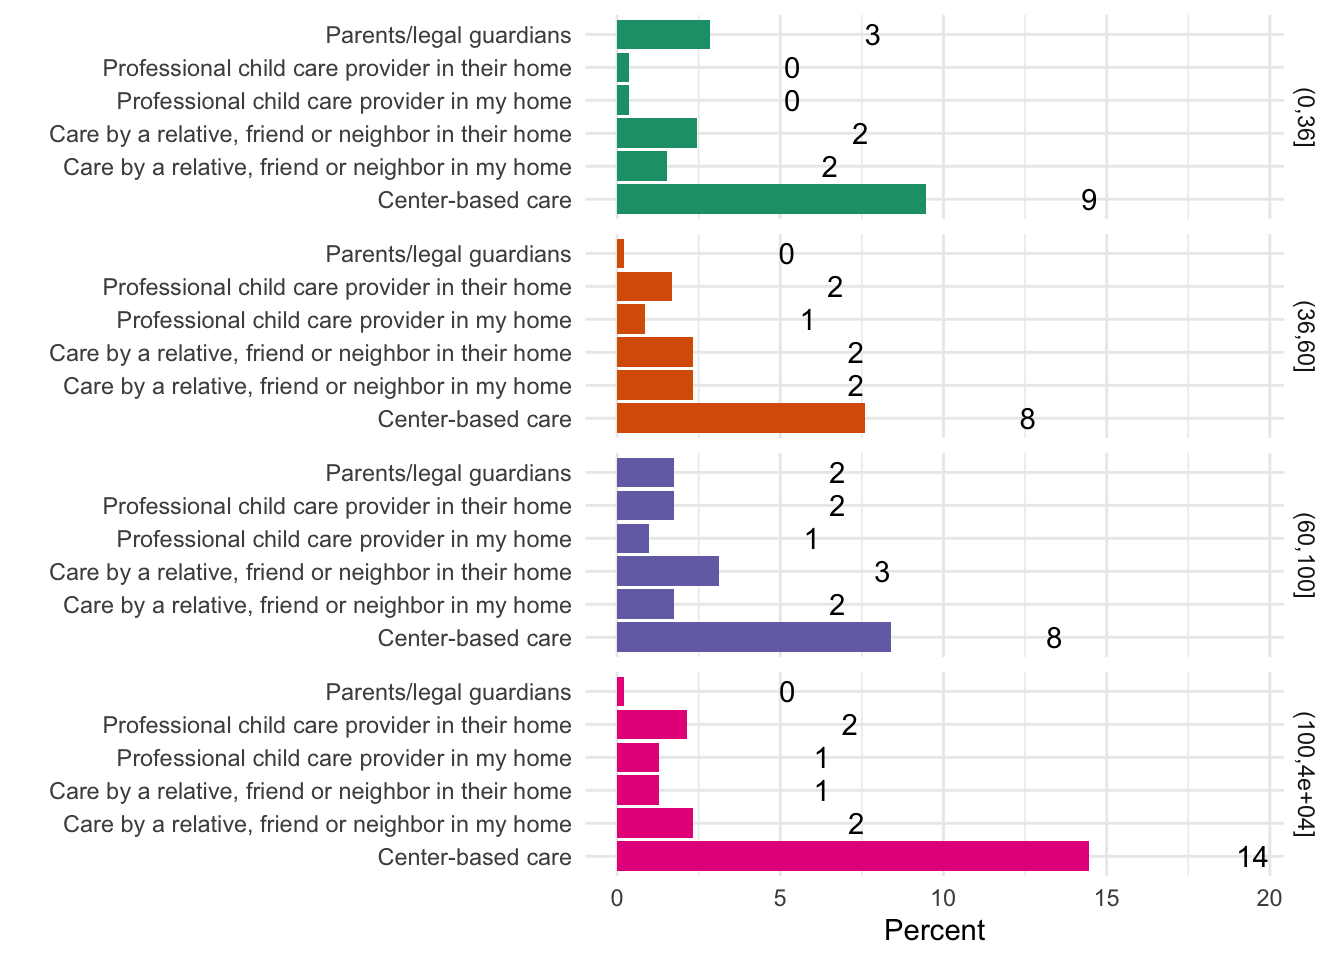 Parents/legal guardians 3
Professional child care provider in their home 0
Professional child care provider in my home 0
Care by a relative, friend or neighbor in their home 2
Care by a relative, friend or neighbor in my home 2
Center-based care 9
(0,36]
Parents/legal guardians 0
Professional child care provider in their home 2
Professional child care provider in my home 1
Care by a relative, friend or neighbor in their home 2
Care by a relative, friend or neighbor in my home 2
Center-based care 8
(36,60]
Parents/legal guardians 2
Professional child care provider in their home 2
Professional child care provider in my home 1
Care by a relative, friend or neighbor in their home 3
Care by a relative, friend or neighbor in my home 2
Center-based care 8
(60,100]
Parents/legal guardians 0
Professional child care provider in their home 2
Professional child care provider in my home 1
Care by a relative, friend or neighbor in their home 1
Care by a relative, friend or neighbor in my home 2
Center-based care 14
(100,4e+04]
0 5 10 15 20
Percent